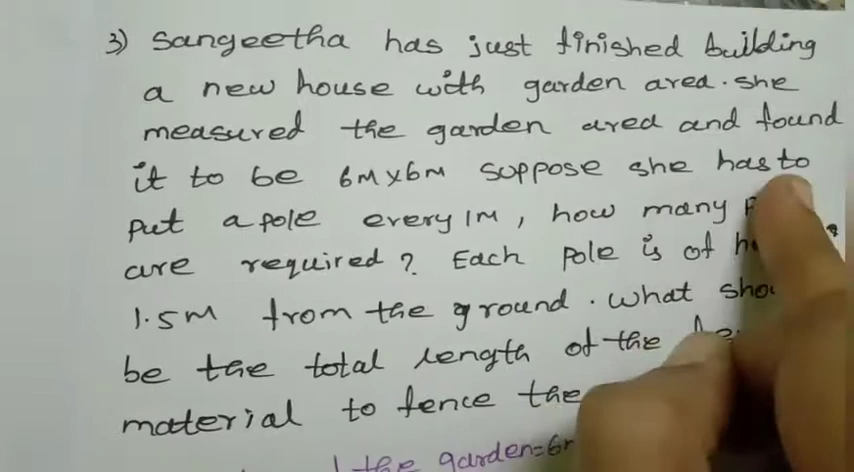 3) Sangeetha has just finished building
a new house with garden area. she
measured the garden area and found
it to be 6M x 6M suppose she has to
put a pole every 1M, how many
are required? Each pole is of
1.5M from the ground. what
be the total length of the
material to fence the
the garden=6